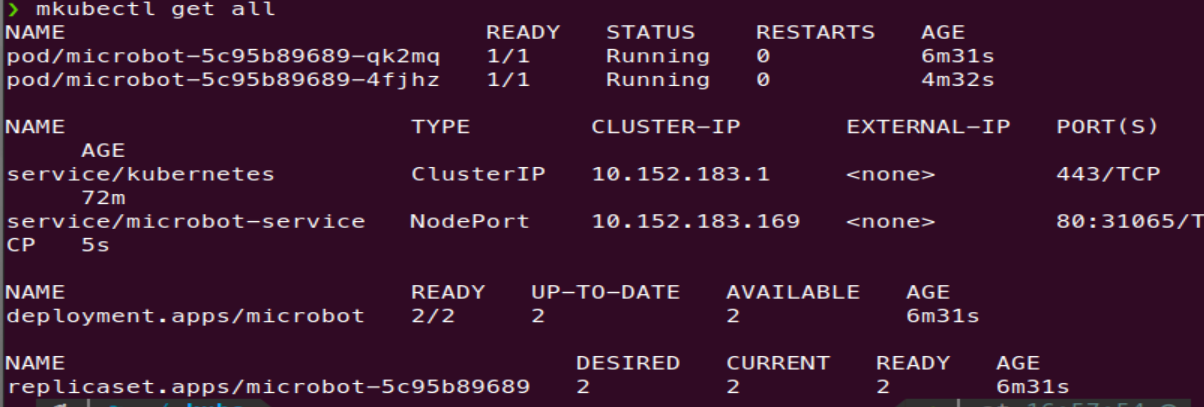 ❯ mkubectl get all
NAME READY STATUS RESTARTS AGE
pod/microbot-5c95b89689-qk2mq 1/1 Running 0 6m31s
pod/microbot-5c95b89689-4fjhz 1/1 Running 0 4m32s
NAME TYPE CLUSTER-IP EXTERNAL-IP PORT(S)
AGE
service/kubernetes ClusterIP 10.152.183.1 <none> 443/TCP
72m
service/microbot-service NodePort 10.152.183.169 <none> 80:31065/T
CP 5s
NAME READY UP-TO-DATE AVAILABLE AGE
deployment.apps/microbot 2/2 2 2 6m31s
NAME DESIRED CURRENT READY AGE
replicaset.apps/microbot-5c95b89689 2 2 2 6m31s